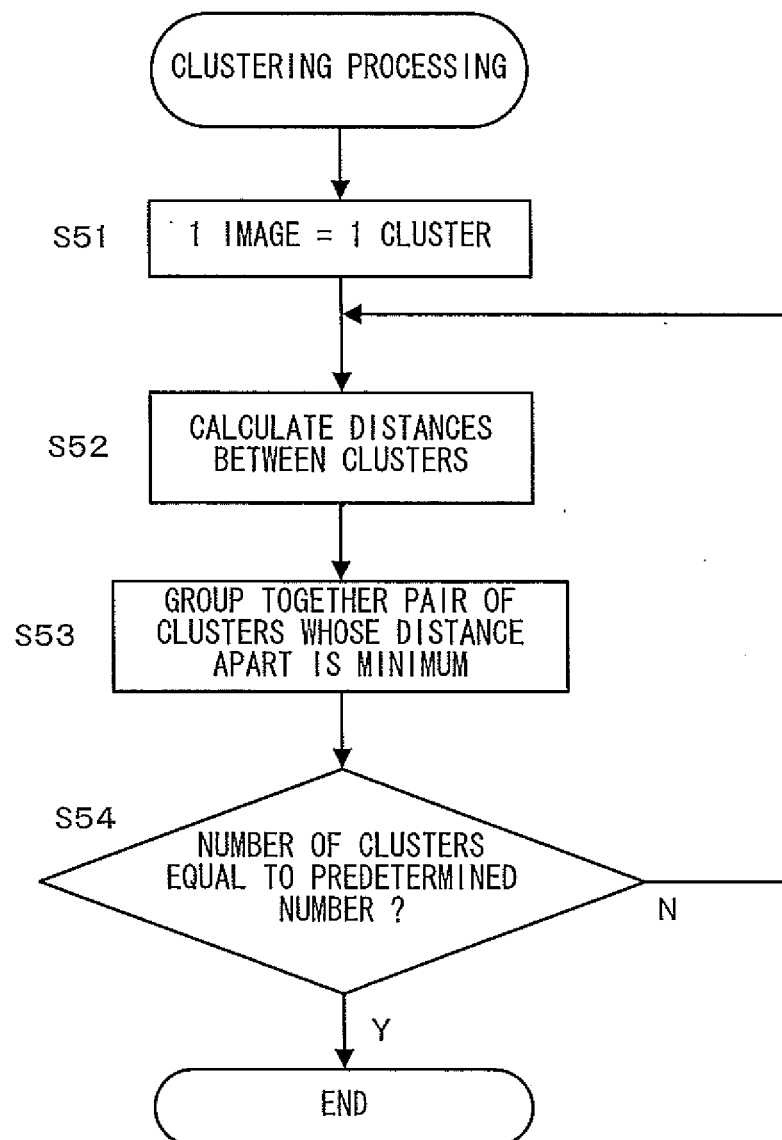 CLUSTERING PROCESSING
S51
1 IMAGE = 1 CLUSTER
S52
CALCULATE DISTANCES
BETWEEN CLUSTERS
S53
GROUP TOGETHER PAIR OF
CLUSTERS WHOSE DISTANCE
APART IS MINIMUM
S54
NUMBER OF CLUSTERS
EQUAL TO PREDETERMINED
NUMBER ?
N
Y
END